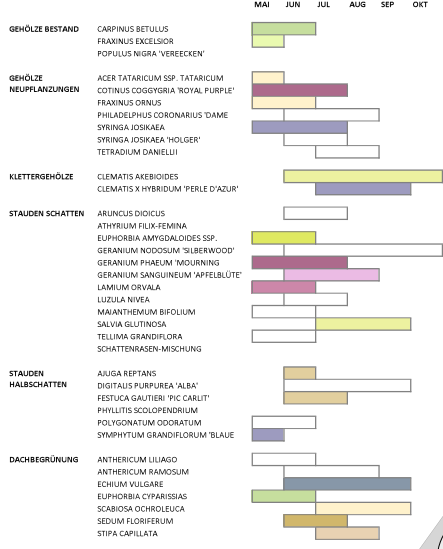 MAI JUN JUL AUG SEP OKT
GEHÖLZE BESTAND CARPINUS BETULUS
FRAXINUS EXCELSIOR
POPULUS NIGRA 'VEREECKEN'
GEHÖLZE ACER TATARICUM SSP. TATARICUM
NEUPFLANZUNGEN COTINUS COGGYGRIA 'ROYAL PURPLE'
FRAXINUS ORNUS
PHILADELPHUS CORONARIUS 'DAME
SYRINGA JOSIKAEA
SYRINGA JOSIKAEA 'HOLGER'
TETRADIUM DANIELLII
KLETTERGEHÖLZE CLEMATIS AKEBIOIDES
CLEMATIS X HYBRIDUM 'PERLE D'AZUR'
STAUDEN SCHATTEN ARUNCUS DIOICUS
ATHYRIUM FILIX-FEMINA
EUPHORBIA AMYGDALOIDES SSP.
GERANIUM NODOSUM 'SILBERWOOD'
GERANIUM PHAEUM 'MOURNING
GERANIUM SANGUINEUM 'APFELBLÜTE'
LAMIUM ORVALA
LUZULA NIVEA
MAIANTHEMUM BIFOLIUM
SALVIA GLUTINOSA
TELLIMA GRANDIFLORA
SCHATTENRASEN-MISCHUNG
STAUDEN AJUGA REPTANS
HALBSCHATTEN DIGITALIS PURPUREA 'ALBA'
FESTUCA GAUTIERI 'PIC CARLIT'
PHYLLITIS SCOLOPENDRIUM
POLYGONATUM ODORATUM
SYMPHYTUM GRANDIFLORUM 'BLAUE
DACHBEGRÜNUNG ANTHERICUM LILIAGO
ANTHERICUM RAMOSUM
ECHIUM VULGARE
EUPHORBIA CYPARISSIAS
SCABIOSA OCHROLEUCA
SEDUM FLORIFERUM
STIPA CAPILLATA